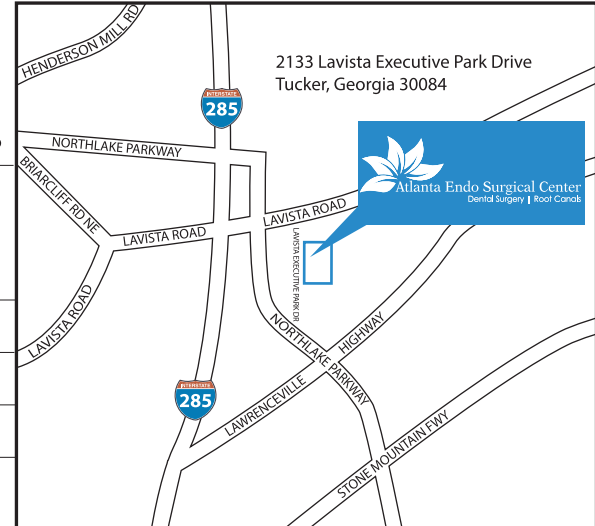 HENDERSON MILL RD
2133 Lavista Executive Park Drive
Tucker, Georgia 30084
INTERSTATE
285
NORTHLAKE PARKWAY
BRIARCLIFF RD NE
Atlanta Endo Surgical Center
Dental Surgery | Root Canals
LAVISTA ROAD
LAVISTA ROAD
LAVISTA EXECUTIVE PARK DR
LAVISTA ROAD
NORTHLAKE PARKWAY
HIGHWAY
LAWRENCEVILLE
INTERSTATE
285
STONE MOUNTAIN FWY